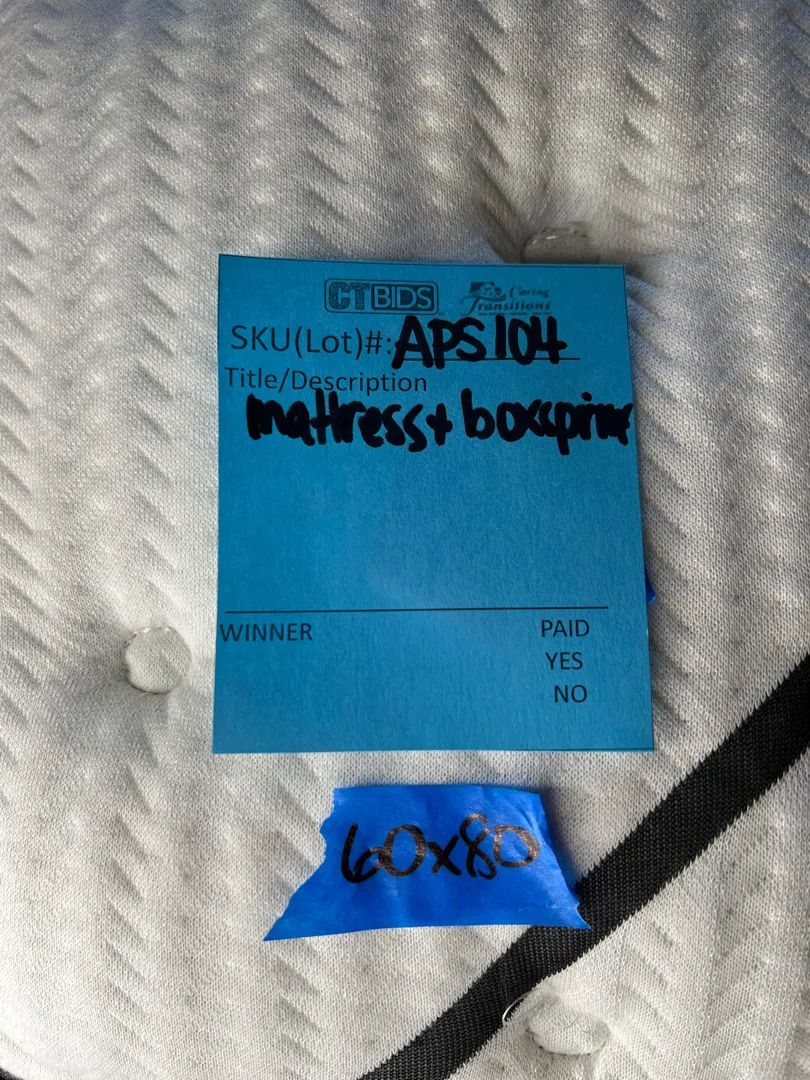 CTBIDS
Caring
Transitions
SKU(Lot)#: APS104
Title/Description
mattress + boxspring
WINNER
PAID
YES
NO
60x80